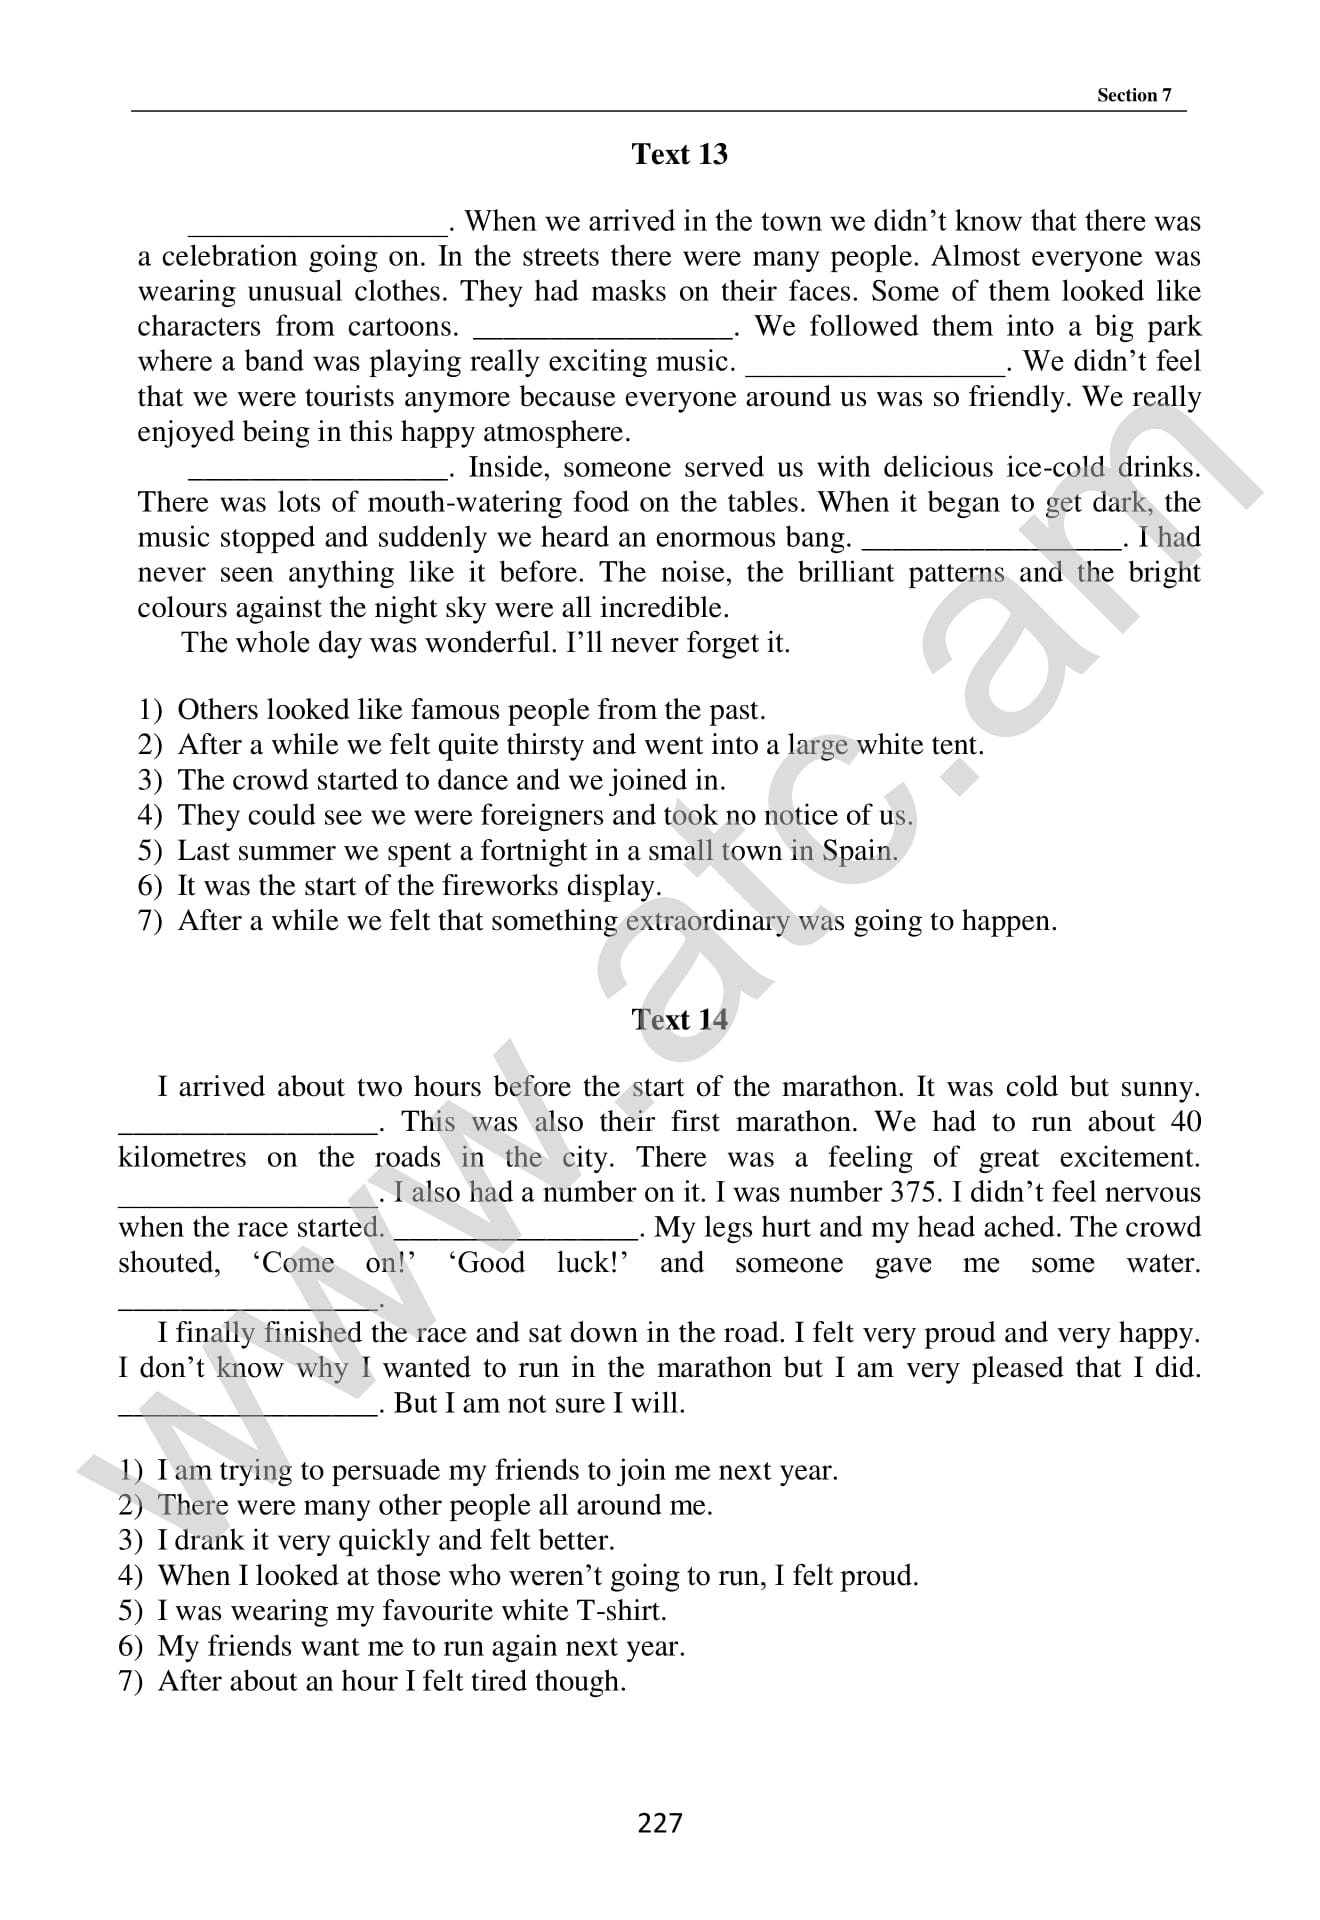 Section 7
Text 13
_________________. When we arrived in the town we didn’t know that there was
a celebration going on. In the streets there were many people. Almost everyone was
wearing unusual clothes. They had masks on their faces. Some of them looked like
characters from cartoons. _________________. We followed them into a big park
where a band was playing really exciting music. _________________. We didn’t feel
that we were tourists anymore because everyone around us was so friendly. We really
enjoyed being in this happy atmosphere.
_________________. Inside, someone served us with delicious ice-cold drinks.
There was lots of mouth-watering food on the tables. When it began to get dark, the
music stopped and suddenly we heard an enormous bang. _________________. I had
never seen anything like it before. The noise, the brilliant patterns and the bright
colours against the night sky were all incredible.
The whole day was wonderful. I’ll never forget it.
1) Others looked like famous people from the past.
2) After a while we felt quite thirsty and went into a large white tent.
3) The crowd started to dance and we joined in.
4) They could see we were foreigners and took no notice of us.
5) Last summer we spent a fortnight in a small town in Spain.
6) It was the start of the fireworks display.
7) After a while we felt that something extraordinary was going to happen.
Text 14
I arrived about two hours before the start of the marathon. It was cold but sunny.
_________________. This was also their first marathon. We had to run about 40
kilometres on the roads in the city. There was a feeling of great excitement.
_________________. I also had a number on it. I was number 375. I didn’t feel nervous
when the race started. ________________. My legs hurt and my head ached. The crowd
shouted, ‘Come on!’ ‘Good luck!’ and someone gave me some water.
_________________.
I finally finished the race and sat down in the road. I felt very proud and very happy.
I don’t know why I wanted to run in the marathon but I am very pleased that I did.
_________________. But I am not sure I will.
1) I am trying to persuade my friends to join me next year.
2) There were many other people all around me.
3) I drank it very quickly and felt better.
4) When I looked at those who weren’t going to run, I felt proud.
5) I was wearing my favourite white T-shirt.
6) My friends want me to run again next year.
7) After about an hour I felt tired though.
227
www.atc.am